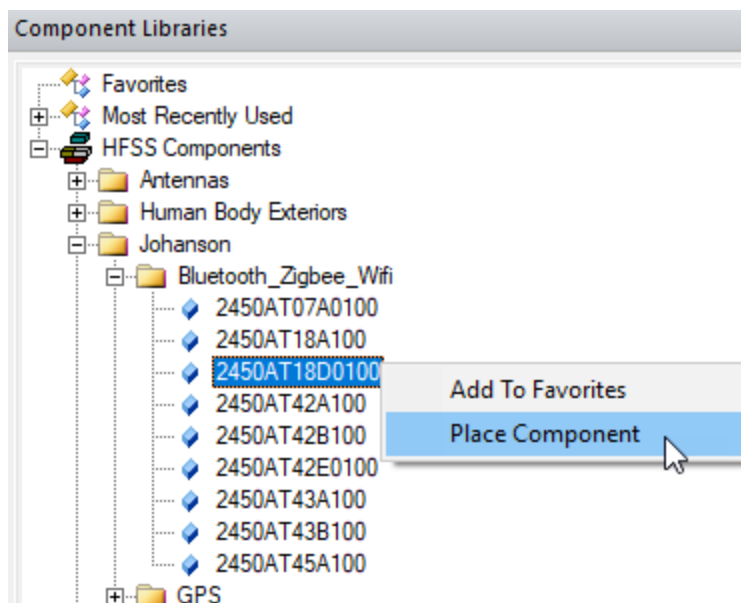 Component Libraries
Favorites
Most Recently Used
HFSS Components
Antennas
Human Body Exteriors
Johanson
Bluetooth_Zigbee_Wifi
2450AT07A0100
2450AT18A100
2450AT18D0100
Add To Favorites
2450AT42A100
Place Component
2450AT42B100
2450AT42E0100
2450AT43A100
2450AT43B100
2450AT45A100
GPS